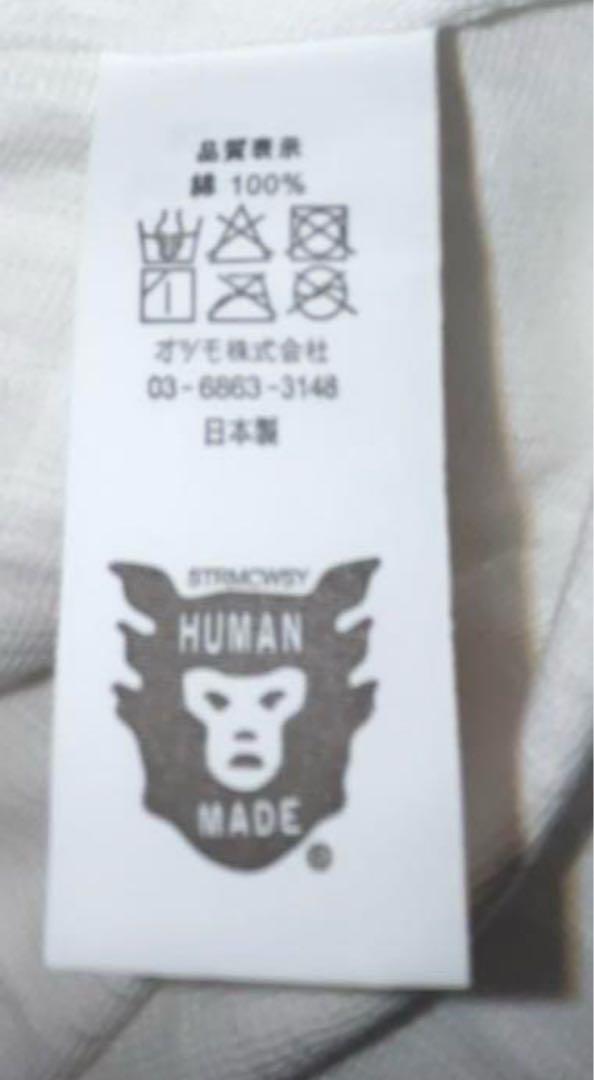 品質表示
綿 100%
オツモ株式会社
03-6863-3148
日本製
STRMCWSY
HUMAN
MADE
©